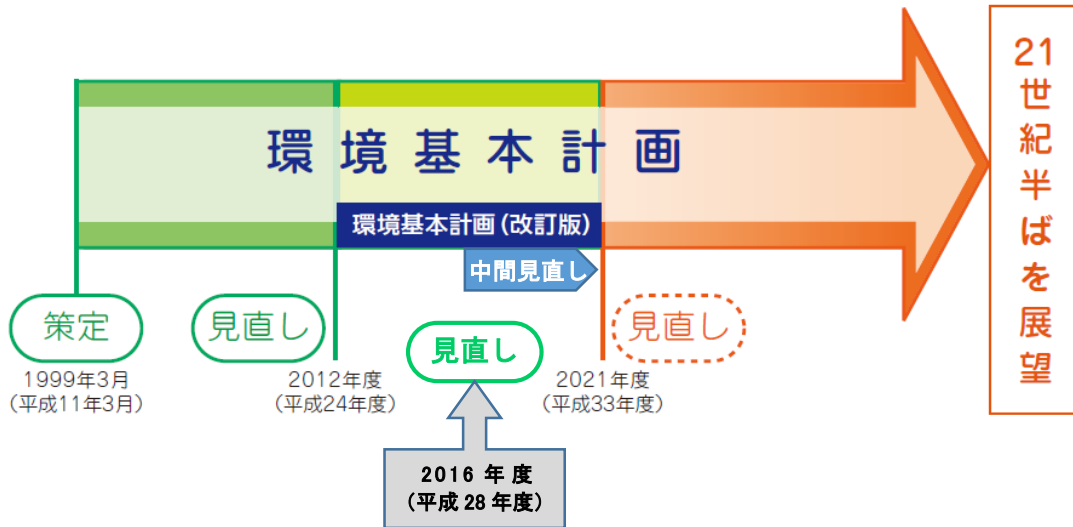 環境基本計画
環境基本計画(改訂版)
中間見直し
策定
1999年3月
(平成11年3月)
見直し
2012年度
(平成24年度)
見直し
2016年度
(平成28年度)
見直し
2021年度
(平成33年度)
21世紀半ばを展望